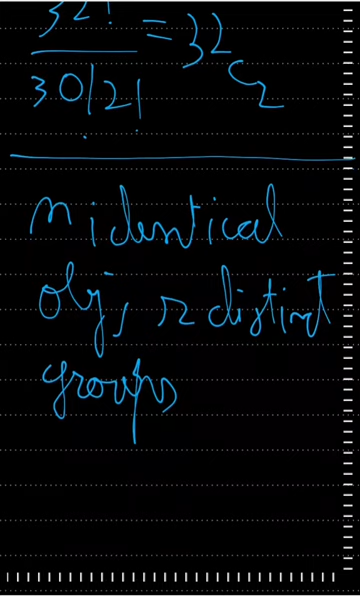 32!
30!2! = 32C2
n identical
obj, r distinct
groups